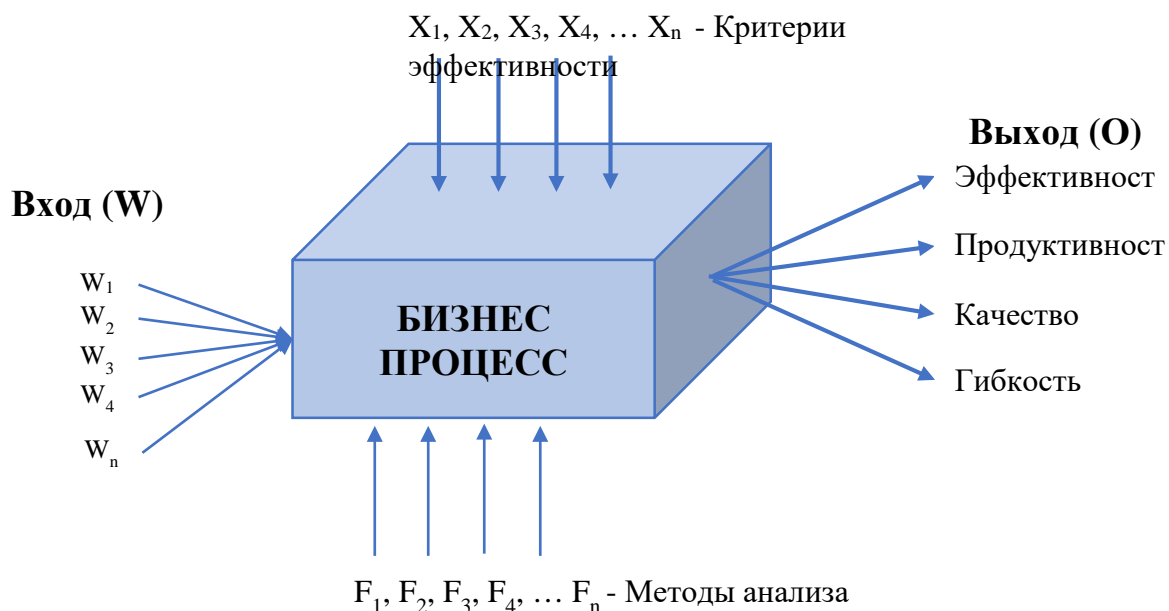 X₁, X₂, X₃, X₄, … Xₙ - Критерии
эффективности
Выход (O)
Эффективност
Вход (W)
Продуктивност
W₁
W₂
W₃
W₄
Wₙ
БИЗНЕС
ПРОЦЕСС
Качество
Гибкость
F₁, F₂, F₃, F₄, … Fₙ - Методы анализа